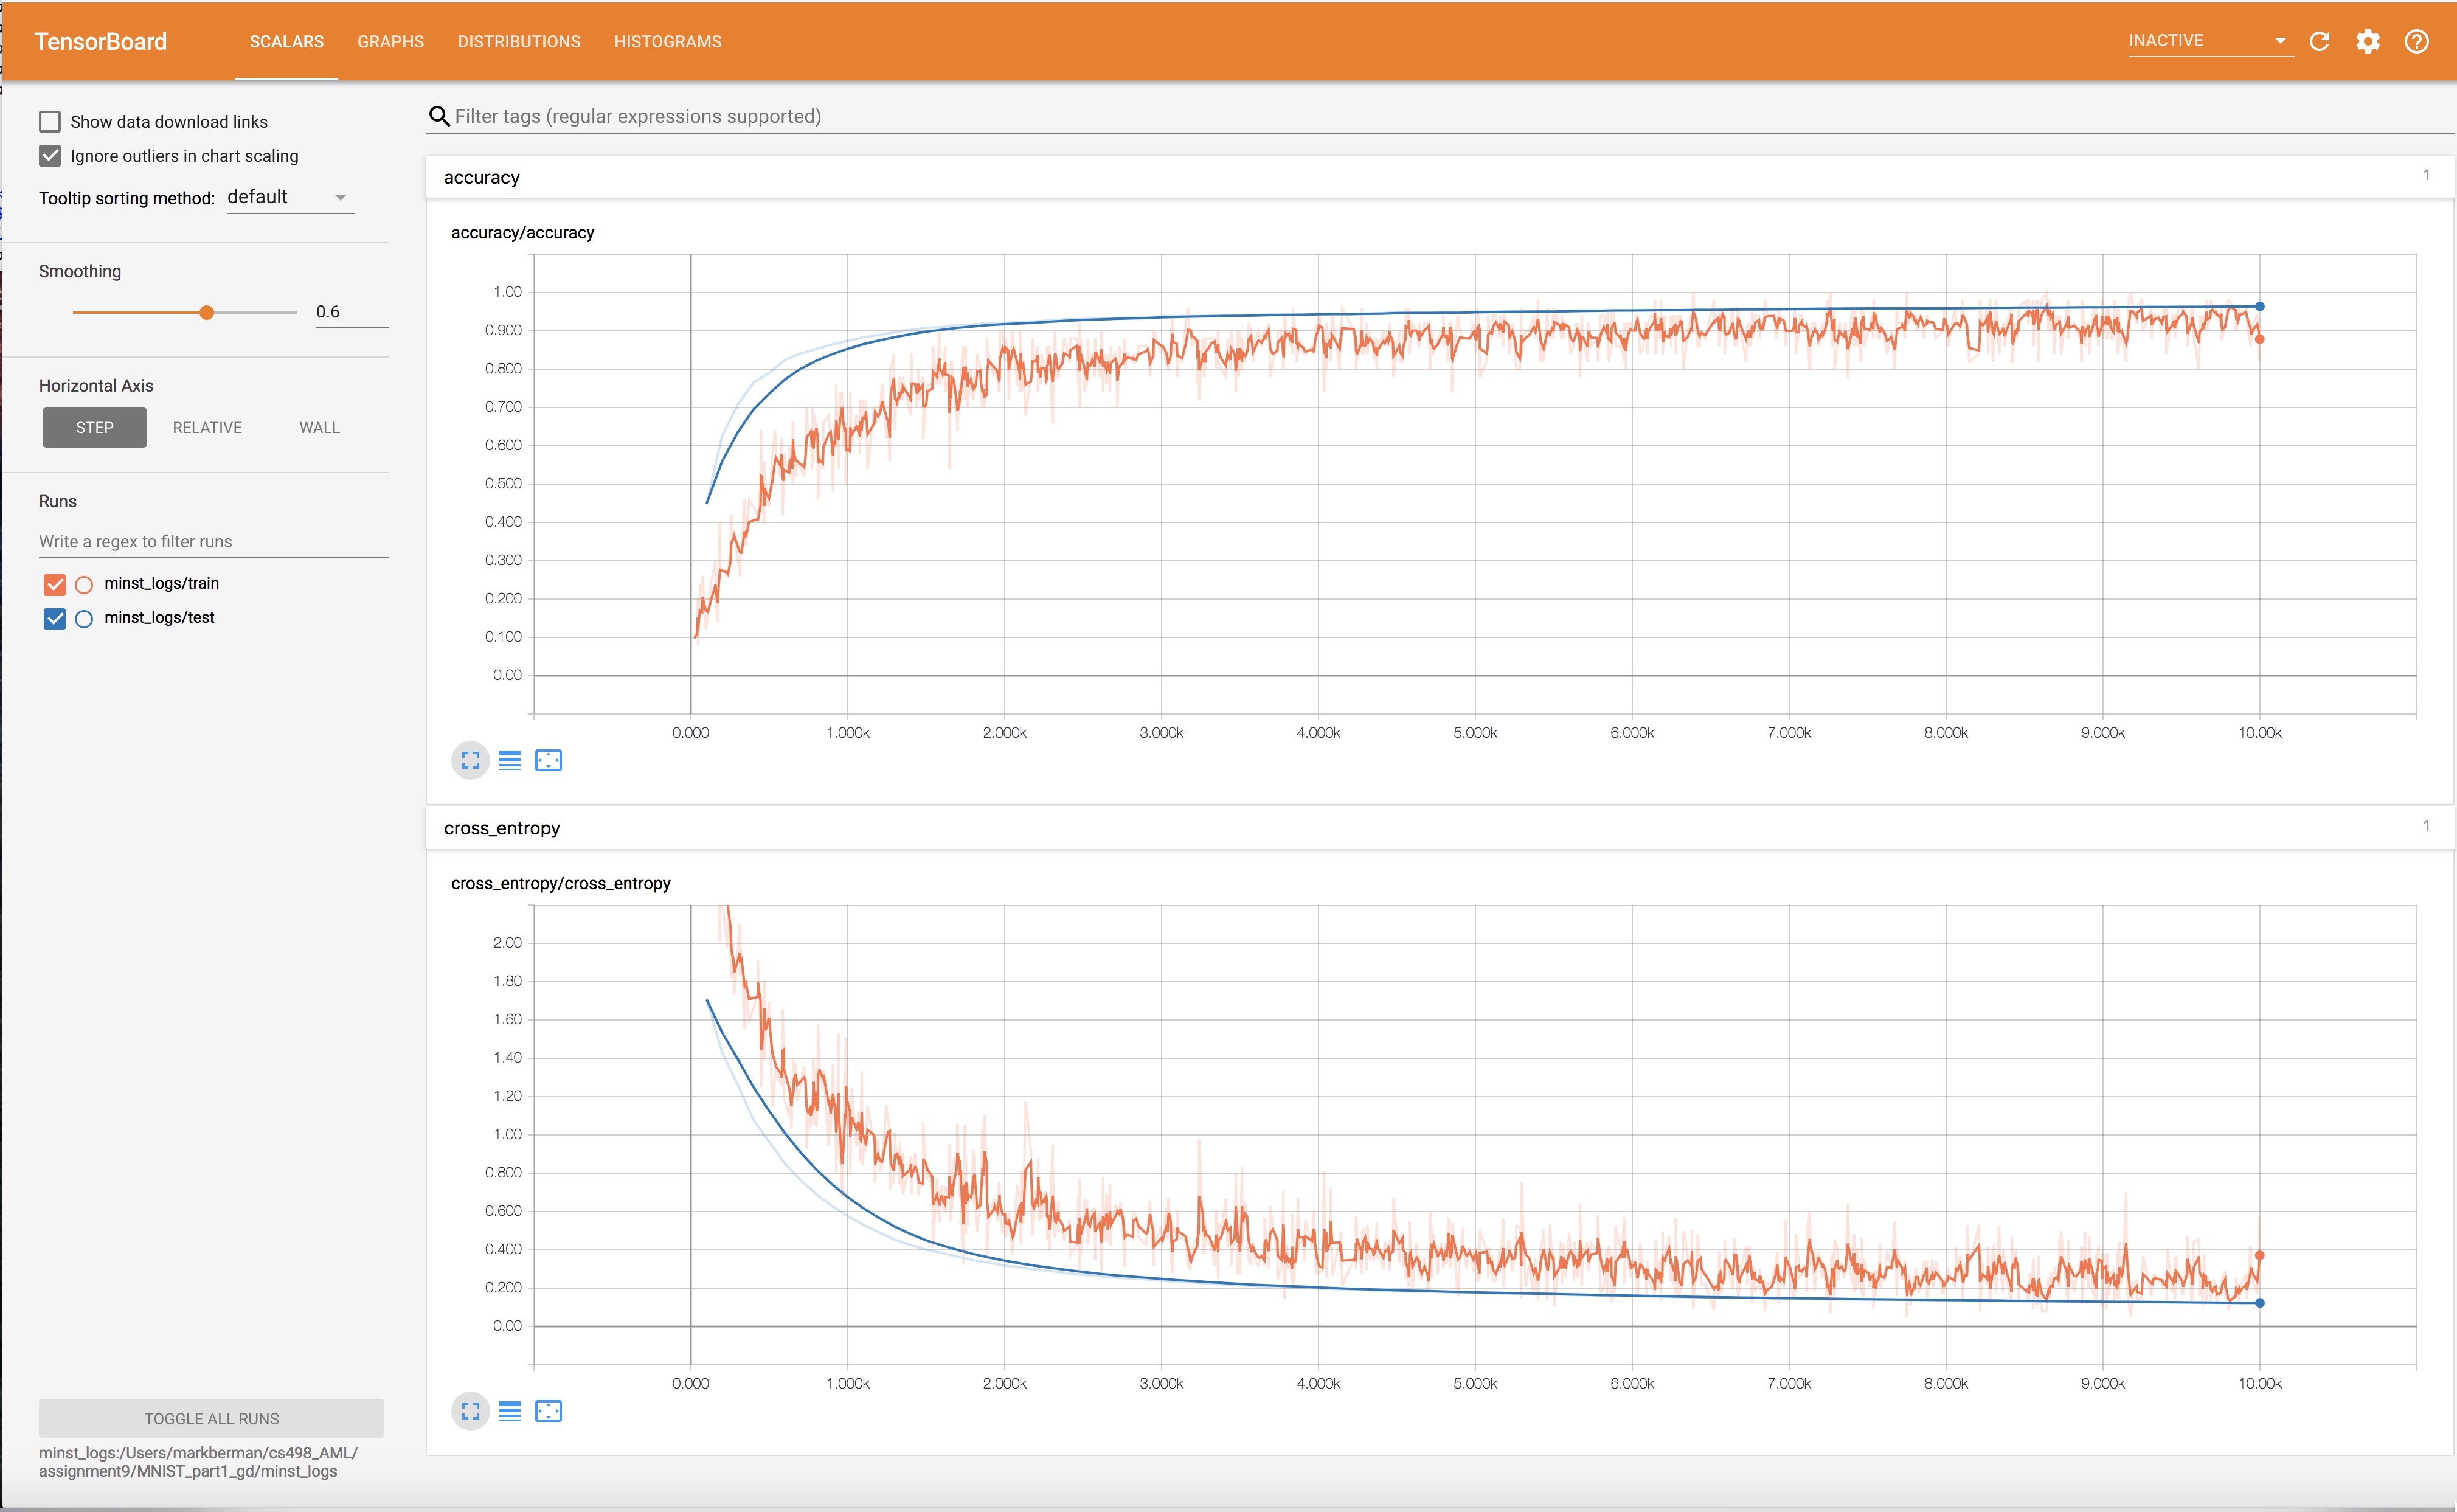 TensorBoard
SCALARS GRAPHS DISTRIBUTIONS HISTOGRAMS
INACTIVE
Show data download links
Ignore outliers in chart scaling
Tooltip sorting method: default
Smoothing
0.6
Horizontal Axis
STEP RELATIVE WALL
Runs
Write a regex to filter runs
minst_logs/train
minst_logs/test
TOGGLE ALL RUNS
minst_logs:/Users/markberman/cs498_AML/
assignment9/MNIST_part1_gd/minst_logs
Filter tags (regular expressions supported)
accuracy 1
accuracy/accuracy
1.00
0.900
0.800
0.700
0.600
0.500
0.400
0.300
0.200
0.100
0.00
0.000 1.000k 2.000k 3.000k 4.000k 5.000k 6.000k 7.000k 8.000k 9.000k 10.00k
cross_entropy 1
cross_entropy/cross_entropy
2.00
1.80
1.60
1.40
1.20
1.00
0.800
0.600
0.400
0.200
0.00
0.000 1.000k 2.000k 3.000k 4.000k 5.000k 6.000k 7.000k 8.000k 9.000k 10.00k